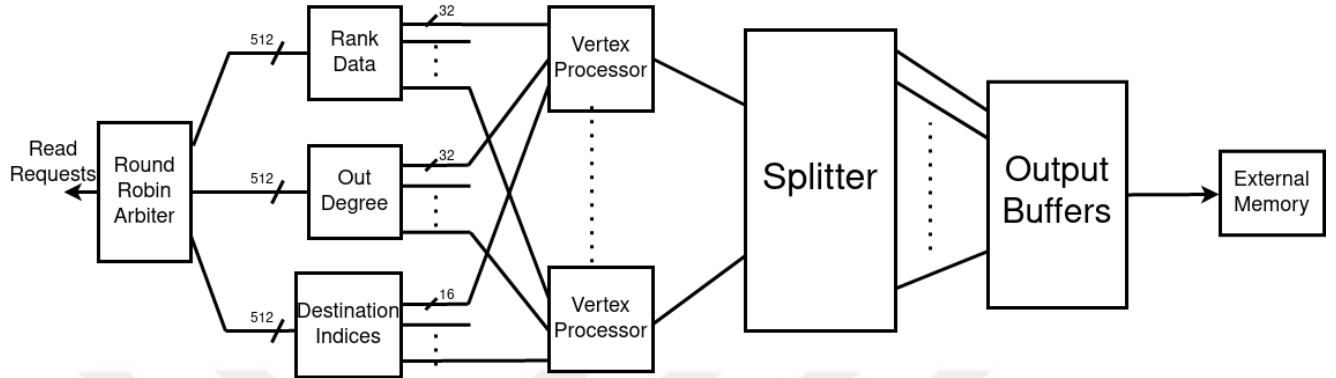 Read
Requests
Round
Robin
Arbiter
512
512
512
Rank
Data
Out
Degree
Destination
Indices
32
32
16
Vertex
Processor
Vertex
Processor
Splitter
Output
Buffers
External
Memory